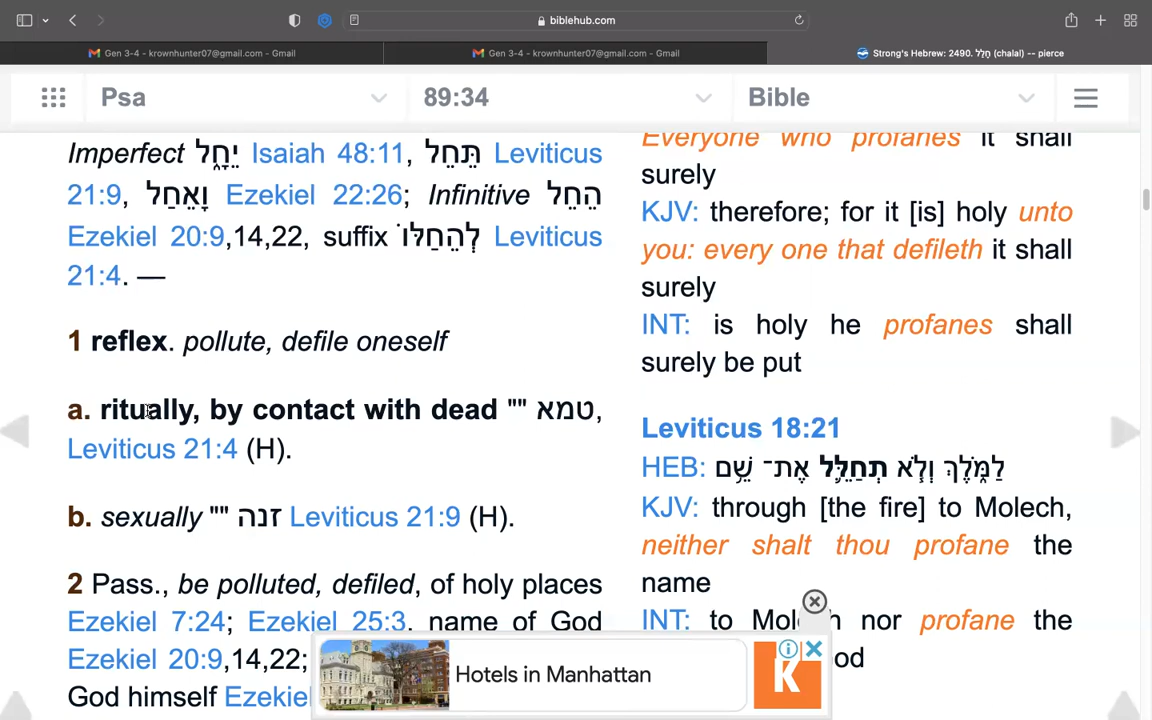 biblehub.com
Gen 3-4 - krownhunter07@gmail.com - Gmail
Gen 3-4 - krownhunter07@gmail.com - Gmail
Strong's Hebrew: 2490. חָלַל (chalal) -- pierce
Psa
89:34
Bible
Imperfect יֵחָ֑ל Isaiah 48:11, תֵּחֵל Leviticus
21:9, וָאֵחַל Ezekiel 22:26; Infinitive הֵחֵל
Ezekiel 20:9,14,22, suffix לְהֵחַלּוֺ Leviticus
21:4. —
1 reflex. pollute, defile oneself
a. ritually, by contact with dead "" טמא,
Leviticus 21:4 (H).
b. sexually "" זנה Leviticus 21:9 (H).
2 Pass., be polluted, defiled, of holy places
Ezekiel 7:24; Ezekiel 25:3, name of God
Ezekiel 20:9,14,22;
God himself Ezekiel
Everyone who profanes it shall
surely
KJV: therefore; for it [is] holy unto
you: every one that defileth it shall
surely
INT: is holy he profanes shall
surely be put
Leviticus 18:21
HEB: לַמֹּ֑לֶךְ וְלֹ֧א תְחַלֵּ֛ל אֶת־ שֵׁ֥ם
KJV: through [the fire] to Molech,
neither shalt thou profane the
name
INT: to Molech nor profane the
od
Hotels in Manhattan
K